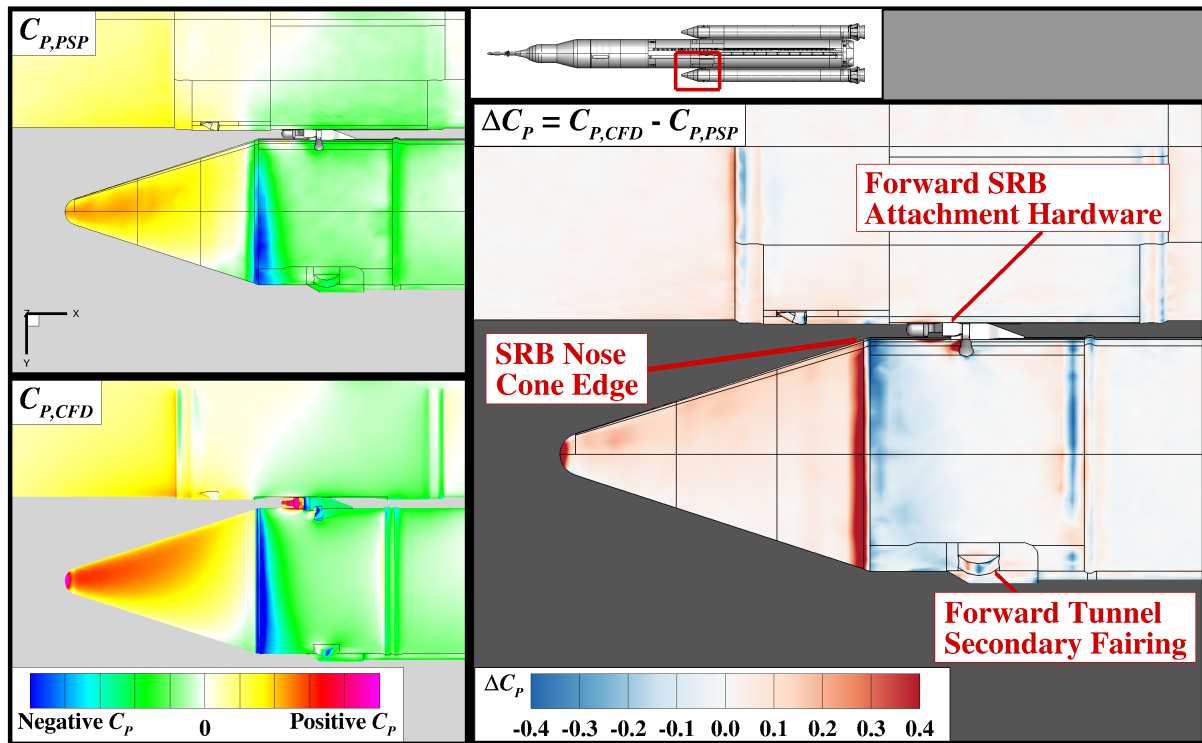 C_P,PSP
Z
X
Y
C_P,CFD
Negative C_P 0 Positive C_P
ΔC_P = C_P,CFD - C_P,PSP
Forward SRB
Attachment Hardware
SRB Nose
Cone Edge
Forward Tunnel
Secondary Fairing
ΔC_P
-0.4 -0.3 -0.2 -0.1 0.0 0.1 0.2 0.3 0.4